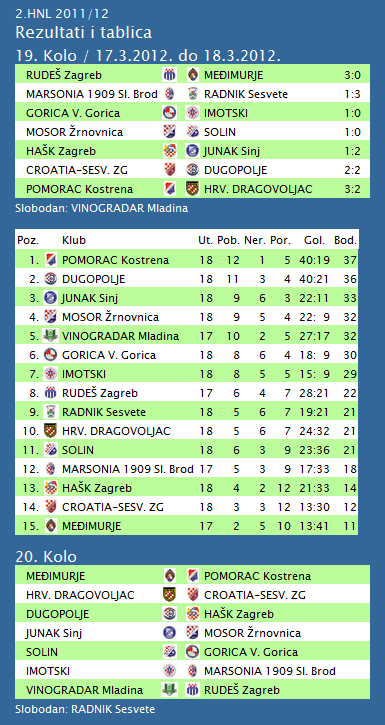 2.HNL 2011/12
Rezultati i tablica
19. Kolo / 17.3.2012. do 18.3.2012.
RUDEŠ Zagreb MEĐIMURJE 3:0
MARSONIA 1909 Sl. Brod RADNIK Sesvete 1:3
GORICA V. Gorica IMOTSKI 1:0
MOSOR Žrnovnica SOLIN 1:0
HAŠK Zagreb JUNAK Sinj 1:2
CROATIA-SESV. ZG DUGOPOLJE 2:2
POMORAC Kostrena HRV. DRAGOVOLJAC 3:2
Slobodan: VINOGRADAR Mladina
Poz. Klub Ut. Pob. Ner. Por. Gol. Bod.
1. POMORAC Kostrena 18 12 1 5 40:19 37
2. DUGOPOLJE 18 11 3 4 40:21 36
3. JUNAK Sinj 18 9 6 3 22:11 33
4. MOSOR Žrnovnica 18 9 5 4 22: 9 32
5. VINOGRADAR Mladina 17 10 2 5 27:17 32
6. GORICA V. Gorica 18 8 6 4 18: 9 30
7. IMOTSKI 18 8 5 5 15: 9 29
8. RUDEŠ Zagreb 17 6 4 7 28:21 22
9. RADNIK Sesvete 18 5 6 7 19:21 21
10. HRV. DRAGOVOLJAC 18 5 6 7 24:32 21
11. SOLIN 18 6 3 9 23:36 21
12. MARSONIA 1909 Sl. Brod 17 5 3 9 17:33 18
13. HAŠK Zagreb 18 4 2 12 21:33 14
14. CROATIA-SESV. ZG 18 3 3 12 13:30 12
15. MEĐIMURJE 17 2 5 10 13:41 11
20. Kolo
MEĐIMURJE POMORAC Kostrena
HRV. DRAGOVOLJAC CROATIA-SESV. ZG
DUGOPOLJE HAŠK Zagreb
JUNAK Sinj MOSOR Žrnovnica
SOLIN GORICA V. Gorica
IMOTSKI MARSONIA 1909 Sl. Brod
VINOGRADAR Mladina RUDEŠ Zagreb
Slobodan: RADNIK Sesvete